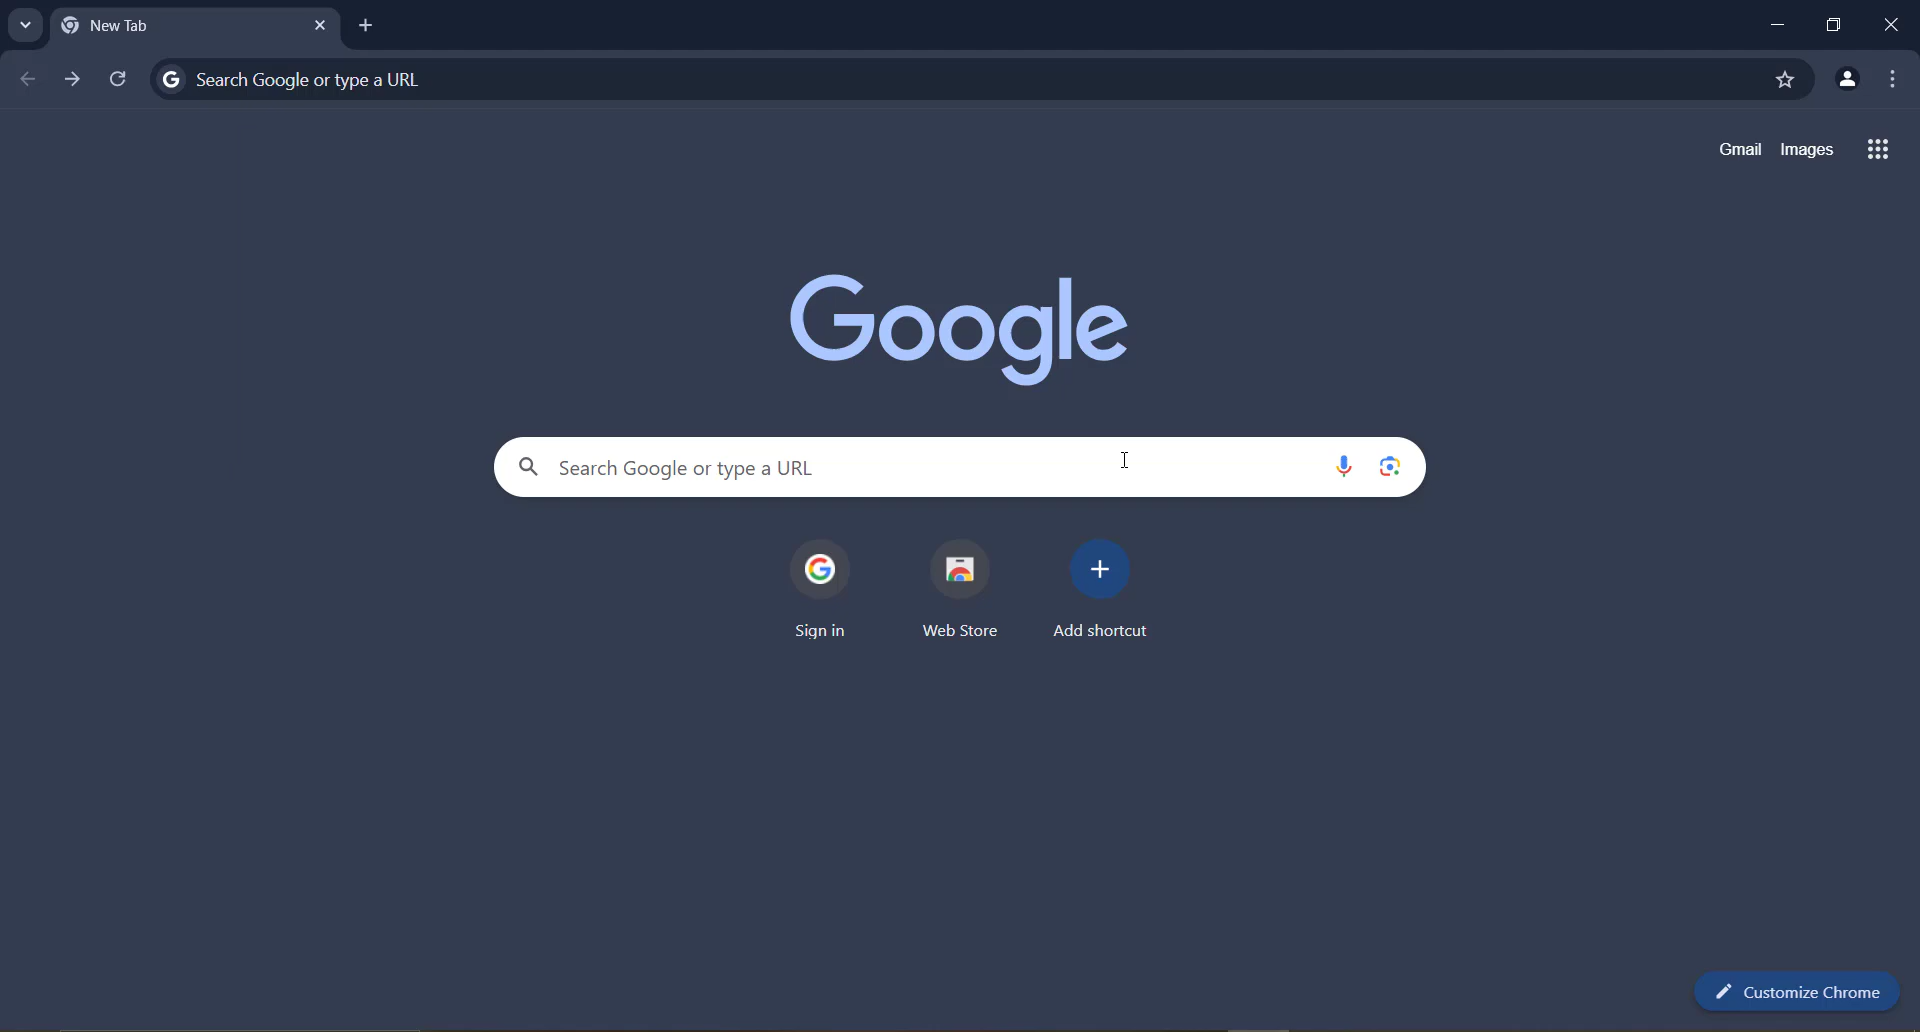 New Tab
Search Google or type a URL
Gmail Images
Google
Search Google or type a URL
Sign in
Web Store
Add shortcut
Customize Chrome